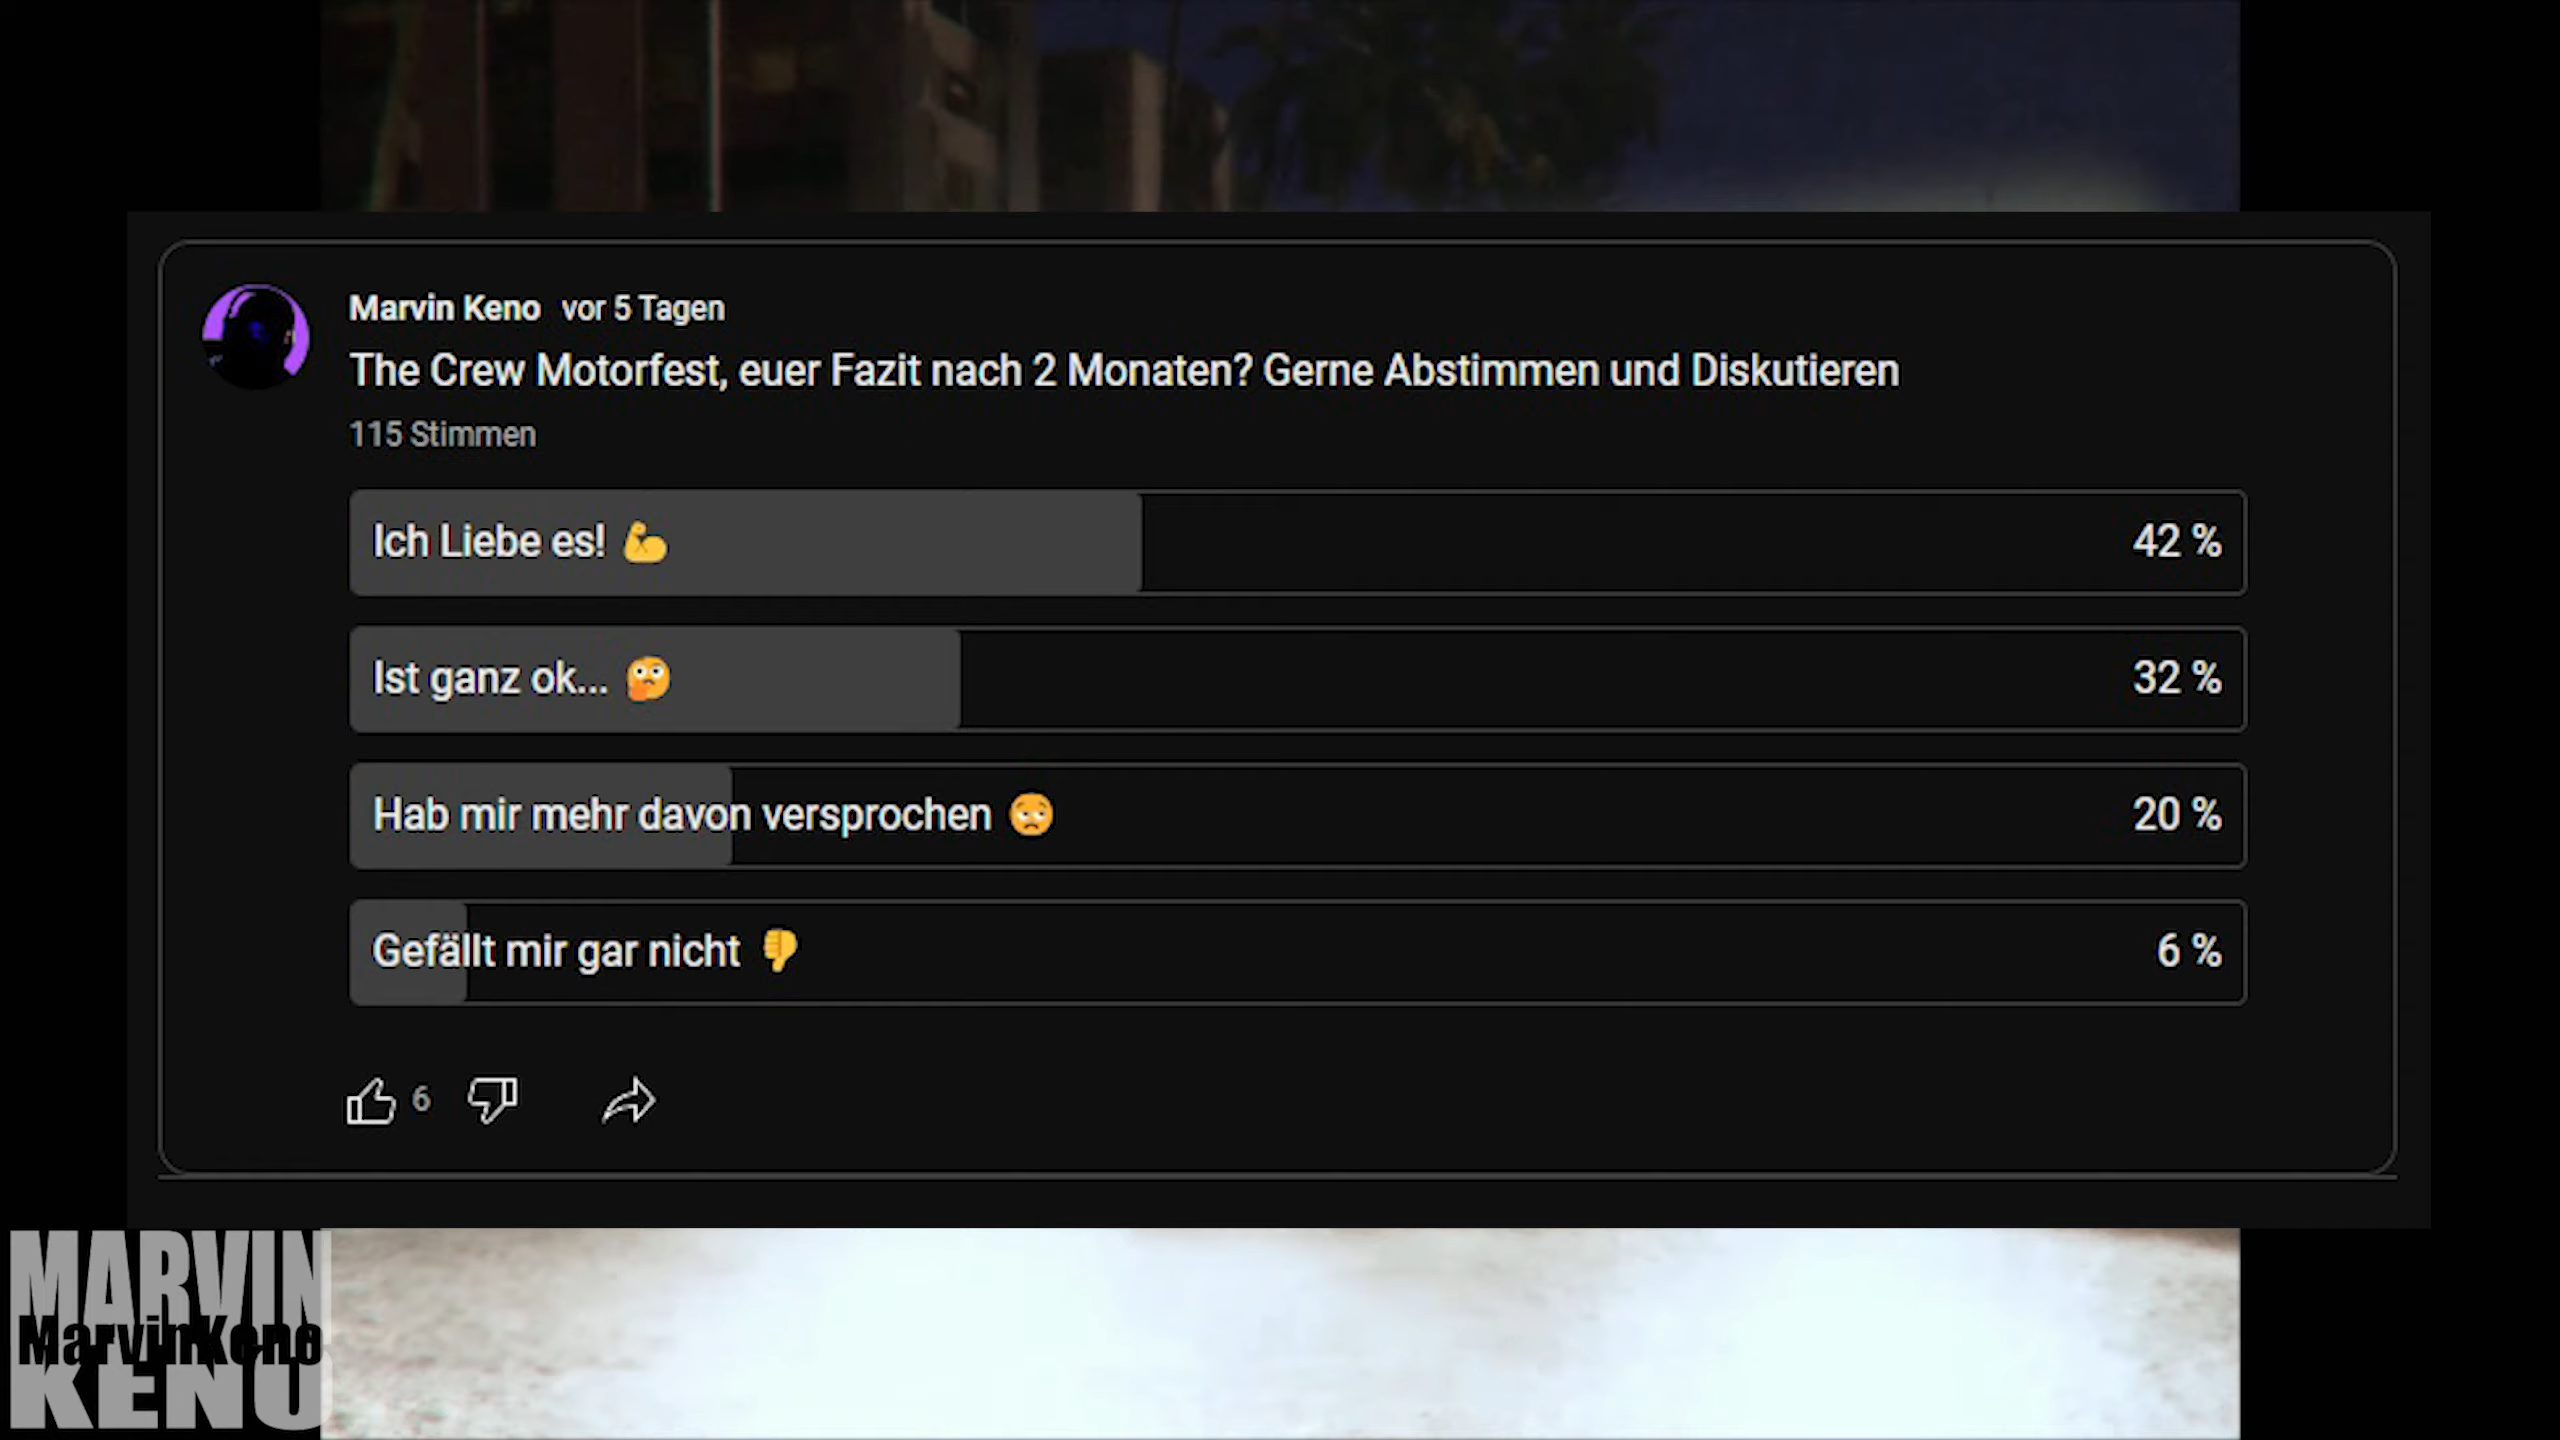 Marvin Keno vor 5 Tagen
The Crew Motorfest, euer Fazit nach 2 Monaten? Gerne Abstimmen und Diskutieren
115 Stimmen
Ich Liebe es! 💪 42 %
Ist ganz ok... 🤔 32 %
Hab mir mehr davon versprochen 😒 20 %
Gefällt mir gar nicht 👎 6 %
6
MARVIN
MarvinKeno
KENO